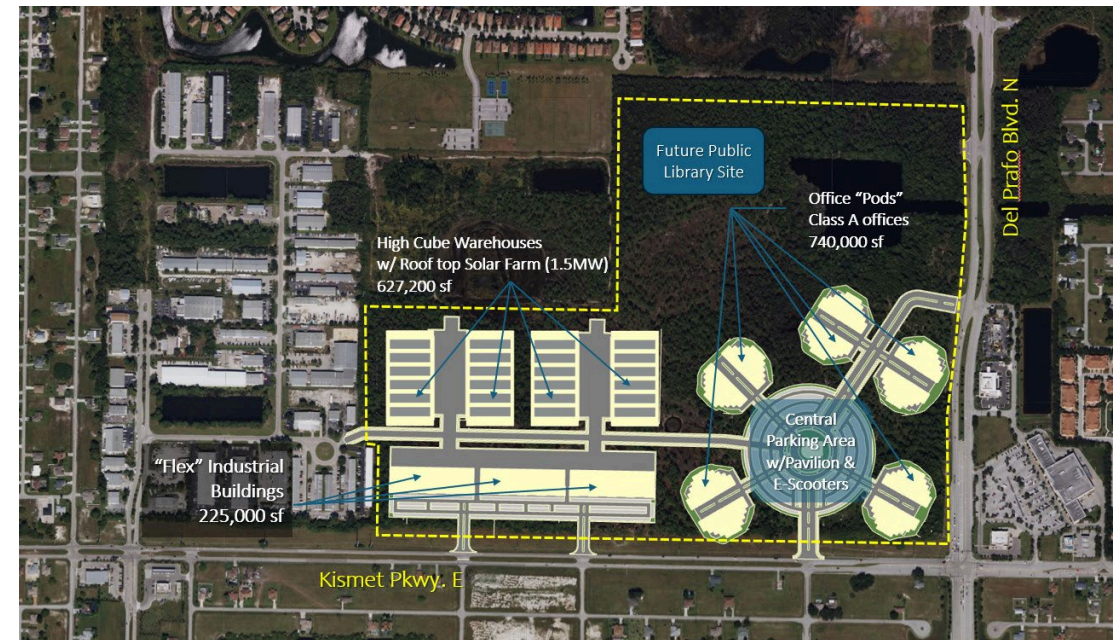 Future Public
Library Site
Office “Pods”
Class A offices
740,000 sf
Del Prafo Blvd. N
High Cube Warehouses
w/ Roof top Solar Farm (1.5MW)
627,200 sf
Central
Parking Area
w/Pavilion &
E-Scooters
“Flex” Industrial
Buildings
225,000 sf
Kismet Pkwy. E